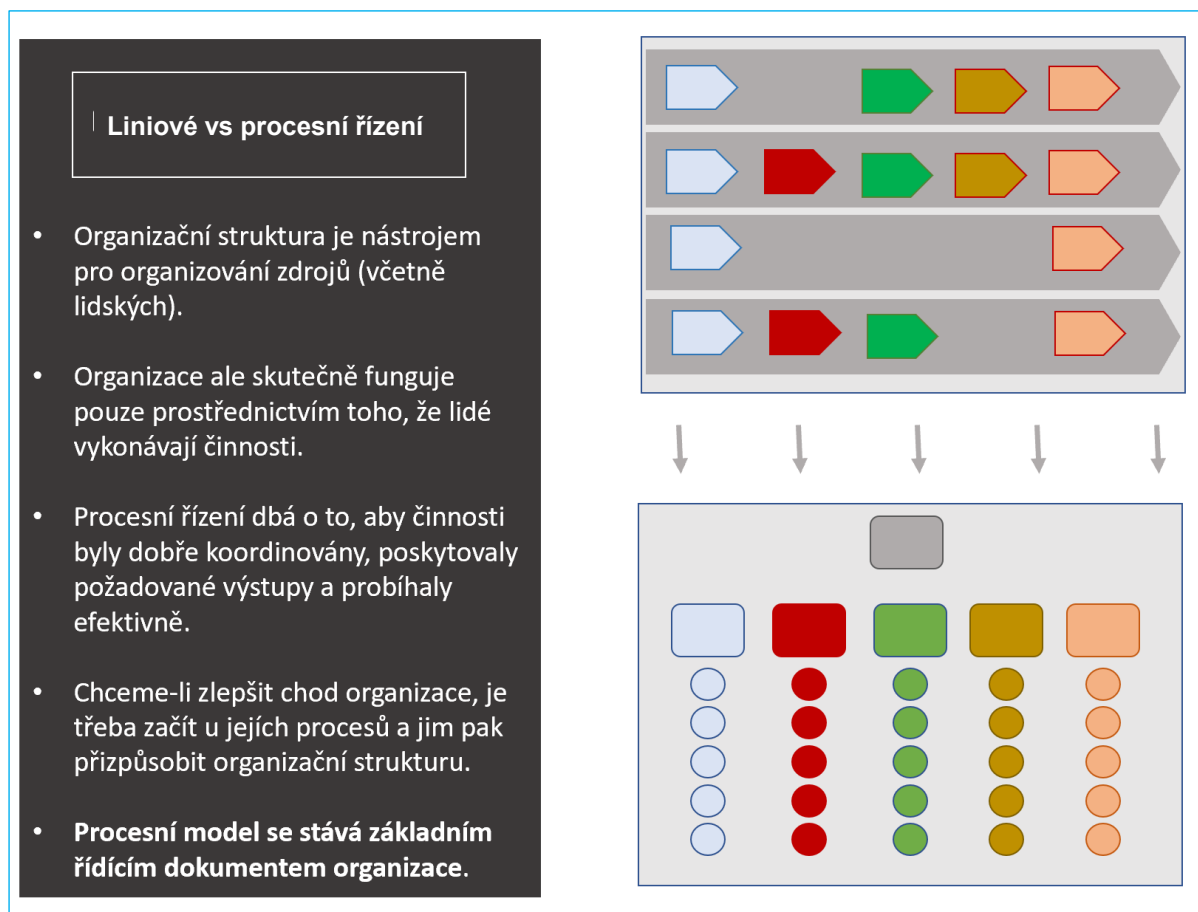 Liniové vs procesní řízení
• Organizační struktura je nástrojem
pro organizování zdrojů (včetně
lidských).
• Organizace ale skutečně funguje
pouze prostřednictvím toho, že lidé
vykonávají činnosti.
• Procesní řízení dbá o to, aby činnosti
byly dobře koordinovány, poskytovaly
požadované výstupy a probíhaly
efektivně.
• Chceme-li zlepšit chod organizace, je
třeba začít u jejích procesů a jim pak
přizpůsobit organizační strukturu.
• Procesní model se stává základním
řídícím dokumentem organizace.